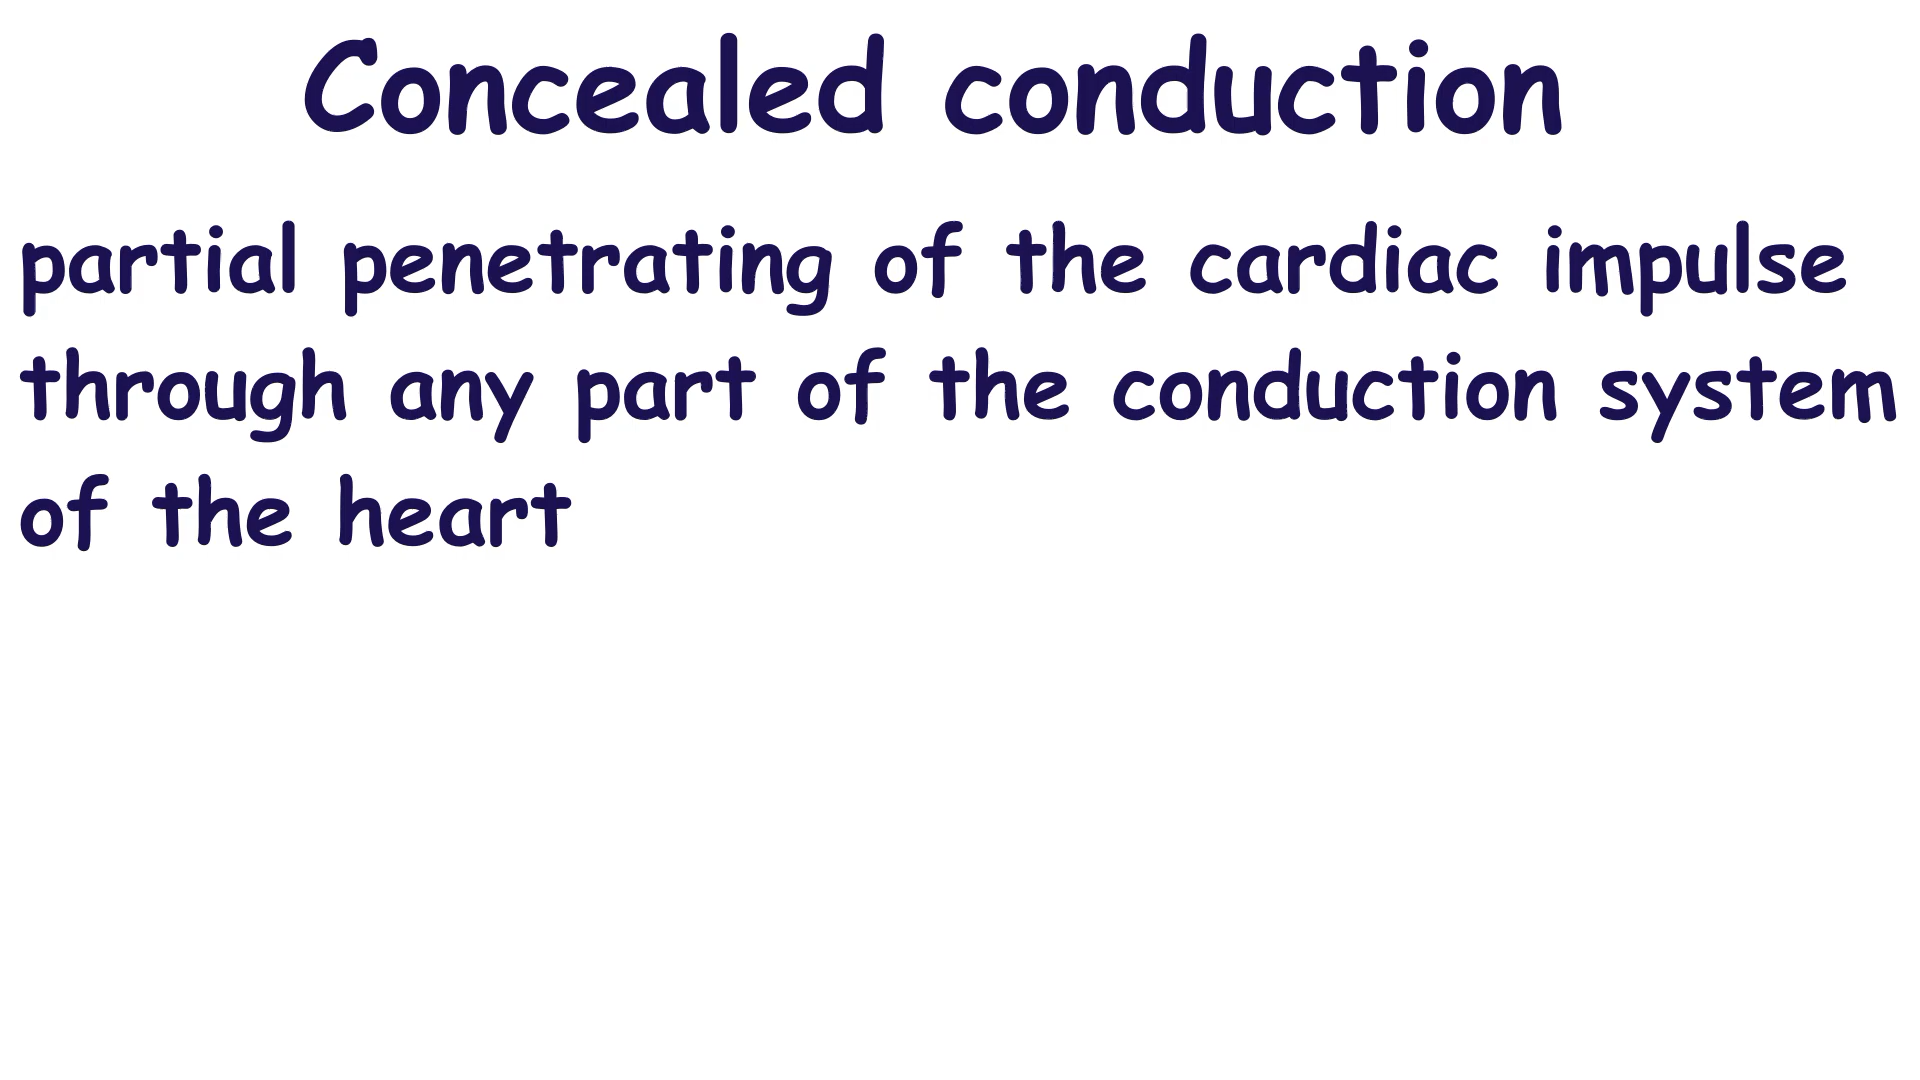 Concealed conduction
partial penetrating of the cardiac impulse
through any part of the conduction system
of the heart